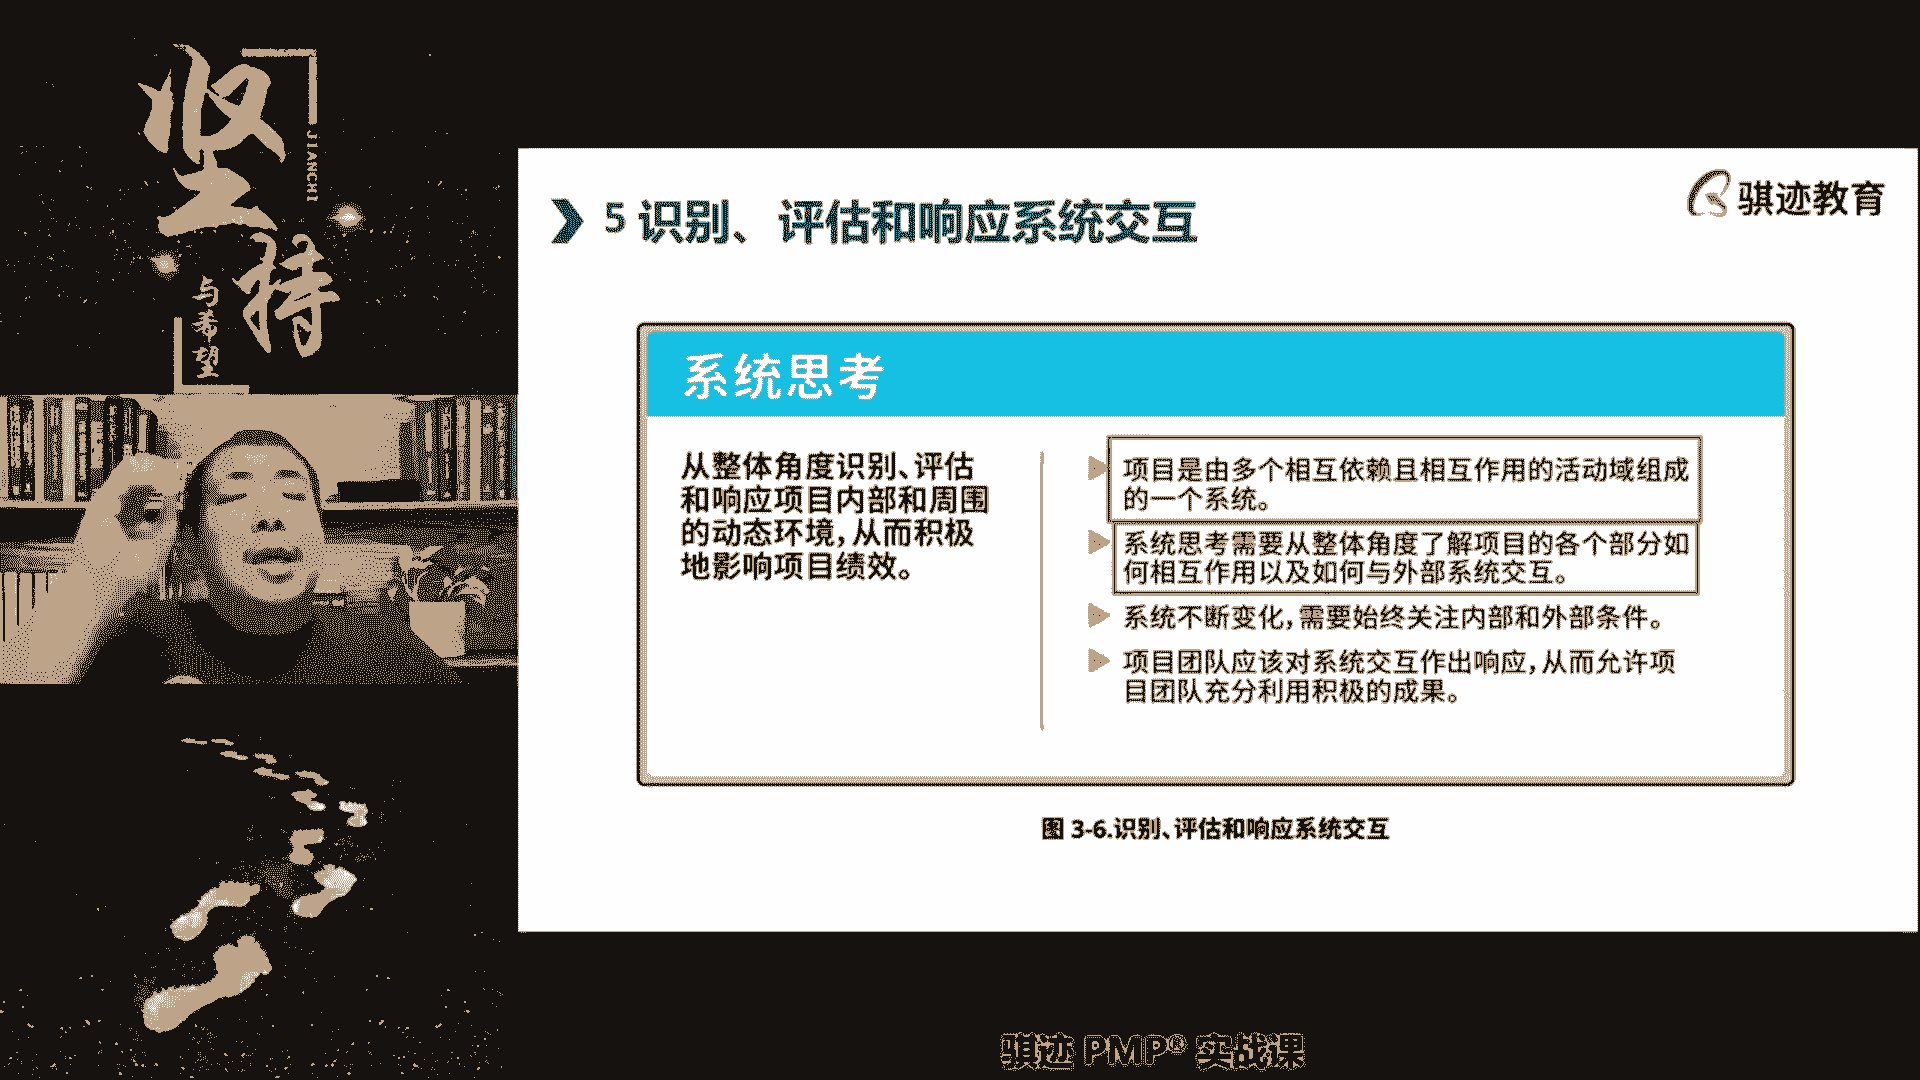 坚持
JIANCHI
与希望
骐迹教育
5 识别、评估和响应系统交互
系统思考
从整体角度识别、评估
和响应项目内部和周围
的动态环境，从而积极
地影响项目绩效。
项目是由多个相互依赖且相互作用的活动域组成
的一个系统。
系统思考需要从整体角度了解项目的各个部分如
何相互作用以及如何与外部系统交互。
系统不断变化，需要始终关注内部和外部条件。
项目团队应该对系统交互作出响应，从而允许项
目团队充分利用积极的成果。
图 3-6.识别、评估和响应系统交互
骐迹 PMP® 实战课